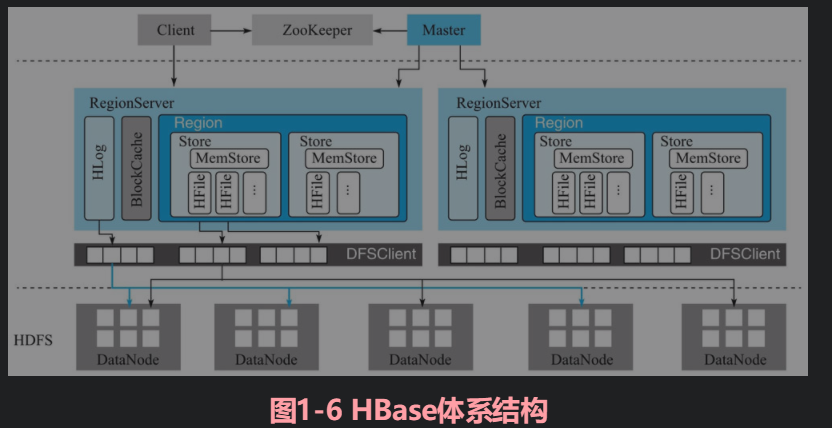 Client
ZooKeeper
Master
RegionServer
HLog
BlockCache
Region
Store
MemStore
HFile
HFile
...
Store
MemStore
HFile
...
RegionServer
HLog
BlockCache
Region
Store
MemStore
HFile
HFile
...
Store
MemStore
HFile
...
DFSClient
DFSClient
HDFS
DataNode
DataNode
DataNode
DataNode
DataNode
图1-6 HBase体系结构